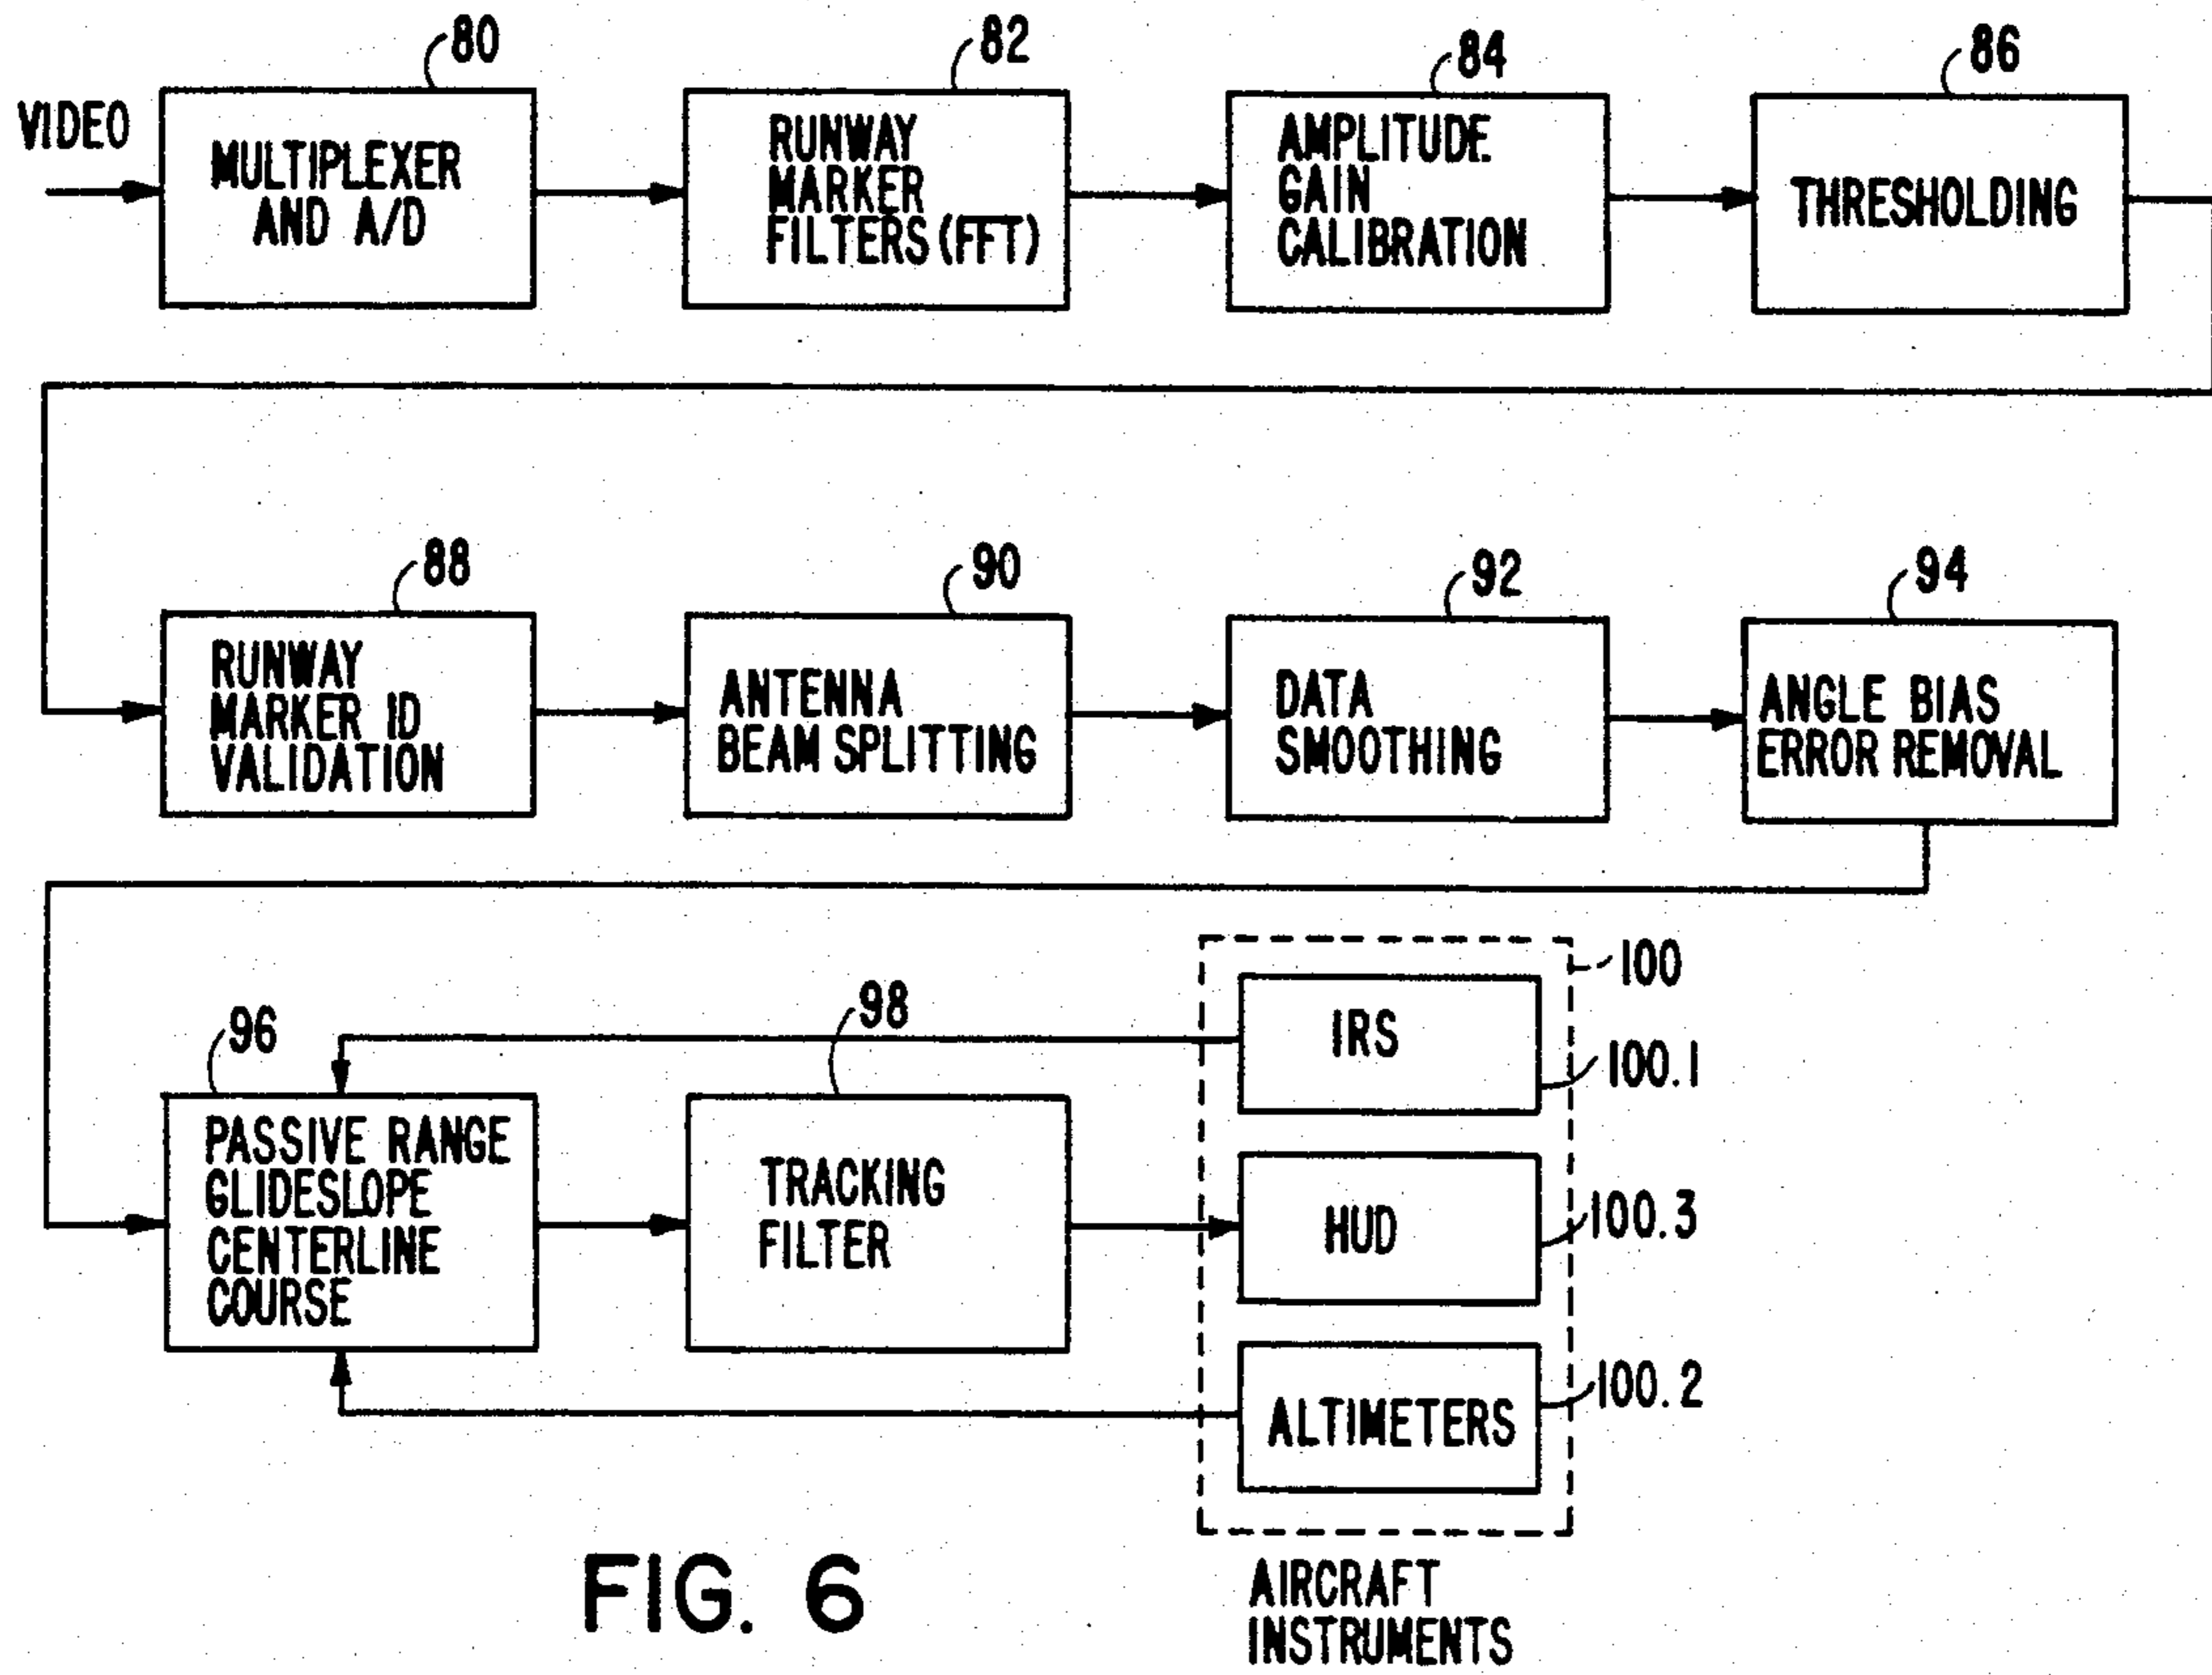 80
82
84
86
VIDEO
MULTIPLEXER
AND A/D
RUNWAY
MARKER
FILTERS (FFT)
AMPLITUDE
GAIN
CALIBRATION
THRESHOLDING
88
90
92
94
RUNWAY
MARKER ID
VALIDATION
ANTENNA
BEAM SPLITTING
DATA
SMOOTHING
ANGLE BIAS
ERROR REMOVAL
96
98
100
PASSIVE RANGE
GLIDESLOPE
CENTERLINE
COURSE
TRACKING
FILTER
IRS
100.1
HUD
100.3
ALTIMETERS
100.2
FIG. 6
AIRCRAFT
INSTRUMENTS